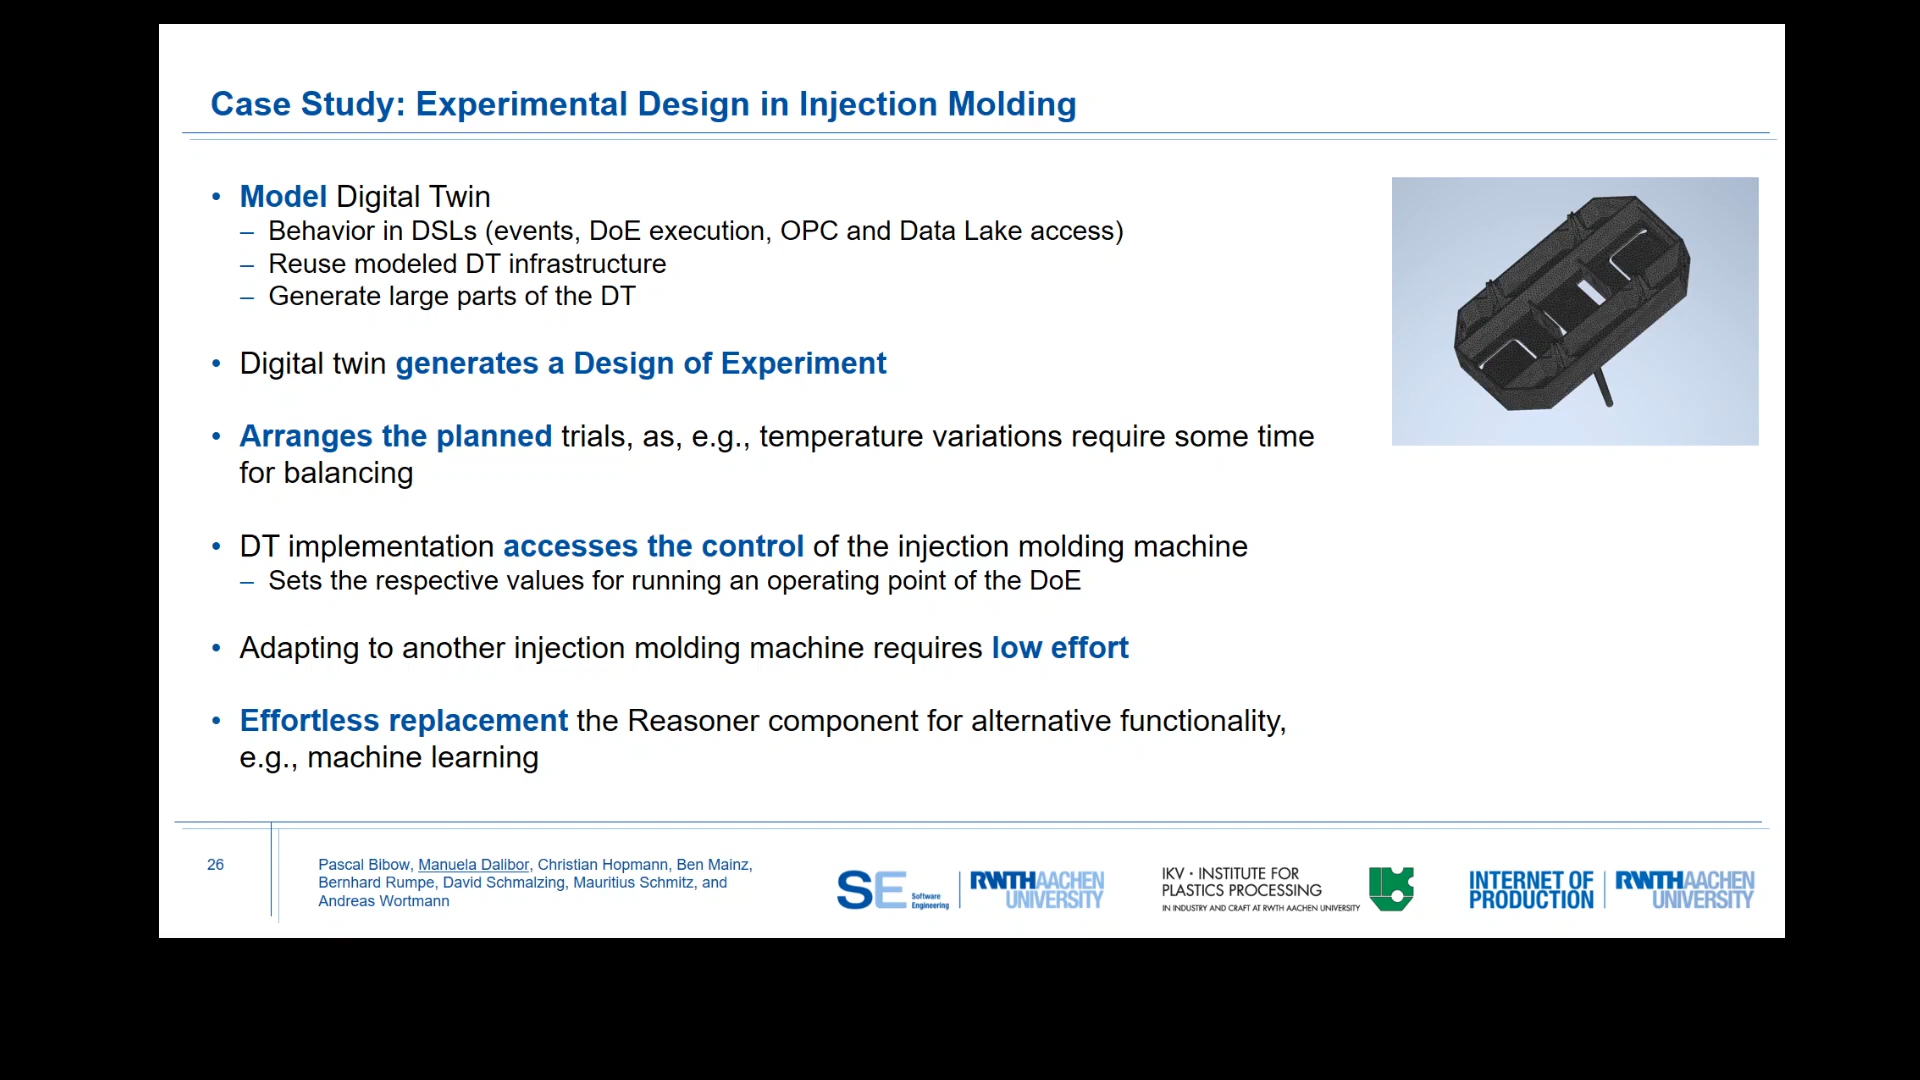 Case Study: Experimental Design in Injection Molding
• Model Digital Twin
– Behavior in DSLs (events, DoE execution, OPC and Data Lake access)
– Reuse modeled DT infrastructure
– Generate large parts of the DT
• Digital twin generates a Design of Experiment
• Arranges the planned trials, as, e.g., temperature variations require some time
for balancing
• DT implementation accesses the control of the injection molding machine
– Sets the respective values for running an operating point of the DoE
• Adapting to another injection molding machine requires low effort
• Effortless replacement the Reasoner component for alternative functionality,
e.g., machine learning
26
Pascal Bibow, Manuela Dalibor, Christian Hopmann, Ben Mainz,
Bernhard Rumpe, David Schmalzing, Mauritius Schmitz, and
Andreas Wortmann
SE Software
Engineering
RWTHAACHEN
UNIVERSITY
IKV • INSTITUTE FOR
PLASTICS PROCESSING
IN INDUSTRY AND CRAFT AT RWTH AACHEN UNIVERSITY
INTERNET OF
PRODUCTION
RWTHAACHEN
UNIVERSITY